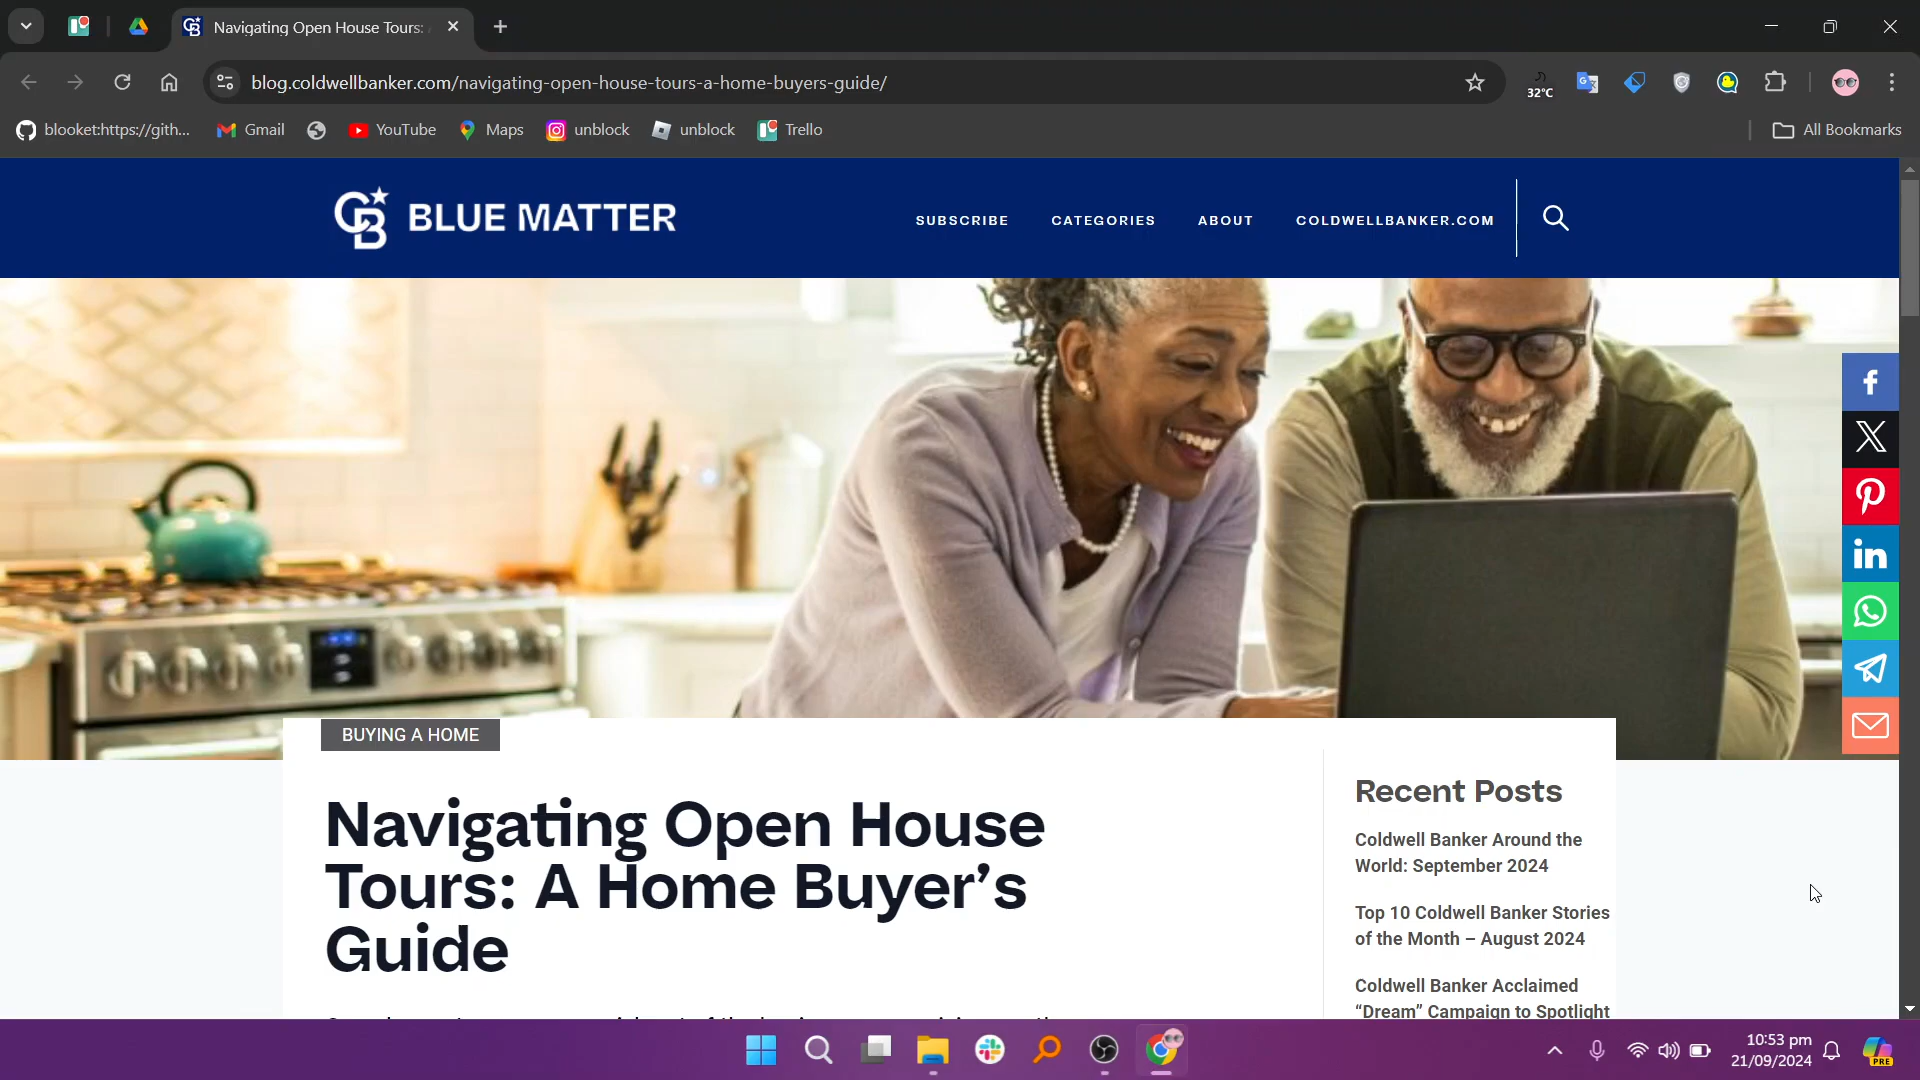 Navigating Open House Tours:
blog.coldwellbanker.com/navigating-open-house-tours-a-home-buyers-guide/
32°C
blooket:https://gith...
Gmail
YouTube
Maps
unblock
unblock
Trello
All Bookmarks
CB BLUE MATTER
SUBSCRIBE
CATEGORIES
ABOUT
COLDWELLBANKER.COM
BUYING A HOME
Navigating Open House
Tours: A Home Buyer’s
Guide
Recent Posts
Coldwell Banker Around the
World: September 2024
Top 10 Coldwell Banker Stories
of the Month – August 2024
Coldwell Banker Acclaimed
“Dream” Campaign to Spotlight
10:53 pm
21/09/2024
PRE